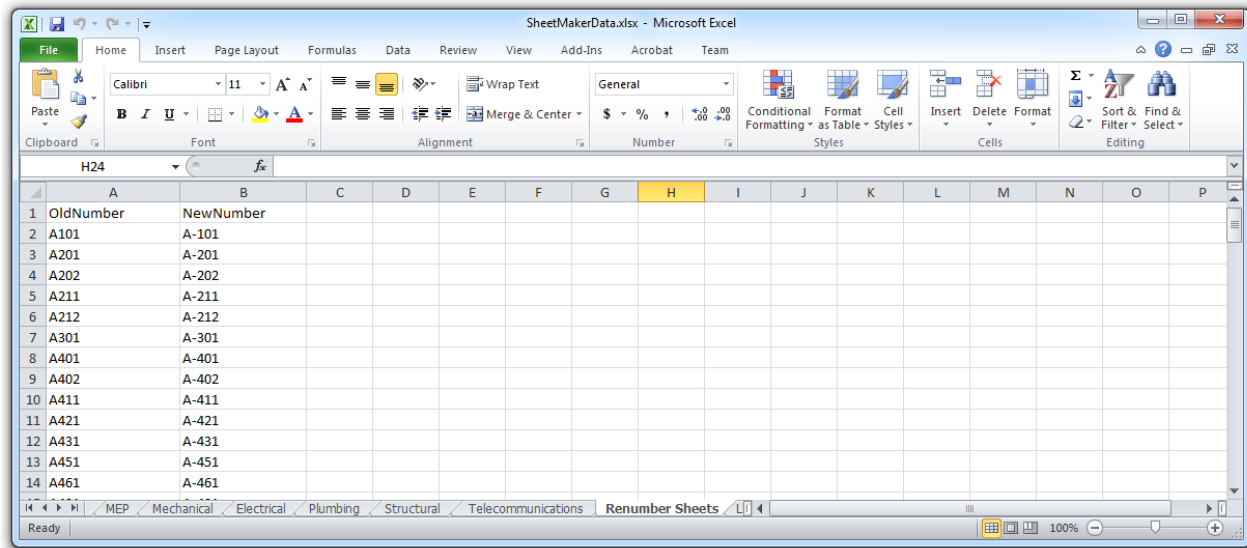 SheetMakerData.xlsx - Microsoft Excel
File Home Insert Page Layout Formulas Data Review View Add-Ins Acrobat Team
Calibri 11 A A Wrap Text General Σ
Paste B I U A Merge & Center $ % , .0 .00 .00 .0 Conditional Formatting Format as Table Cell Styles Insert Delete Format Sort & Filter Find & Select
Clipboard Font Alignment Number Styles Cells Editing
H24 fx
A B C D E F G H I J K L M N O P
1 OldNumber NewNumber
2 A101 A-101
3 A201 A-201
4 A202 A-202
5 A211 A-211
6 A212 A-212
7 A301 A-301
8 A401 A-401
9 A402 A-402
10 A411 A-411
11 A421 A-421
12 A431 A-431
13 A451 A-451
14 A461 A-461
MEP Mechanical Electrical Plumbing Structural Telecommunications Renumber Sheets
Ready 100%